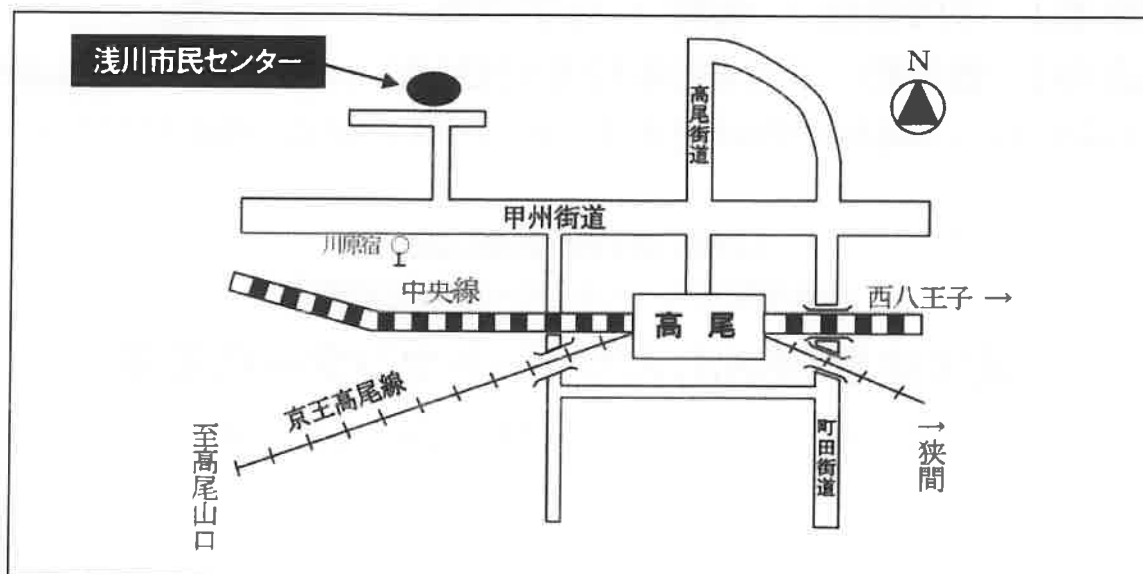 浅川市民センター
N
高尾街道
甲州街道
川原宿
中央線
西八王子 →
高尾
京王高尾線
至高尾山口
町田街道
→狭間